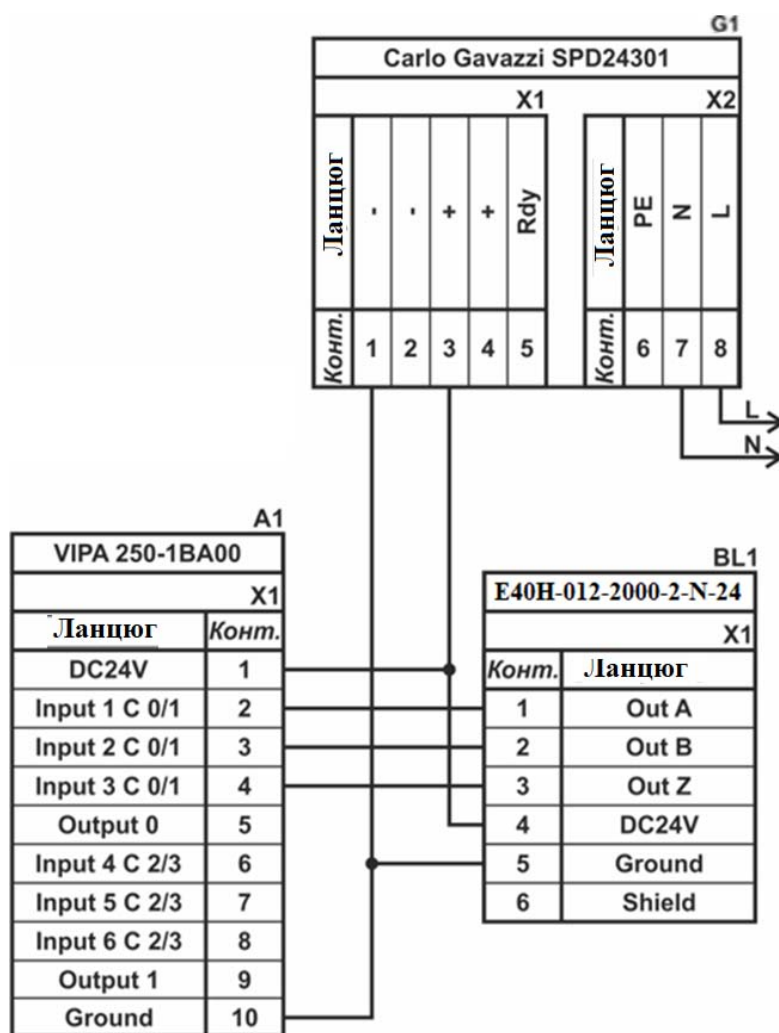 G1
Carlo Gavazzi SPD24301
X1 X2
Ланцюг - - + + Rdy Ланцюг PE N L
Конт. 1 2 3 4 5 Конт. 6 7 8
L
N
A1
VIPA 250-1BA00
X1
Ланцюг Конт.
DC24V 1
Input 1 C 0/1 2
Input 2 C 0/1 3
Input 3 C 0/1 4
Output 0 5
Input 4 C 2/3 6
Input 5 C 2/3 7
Input 6 C 2/3 8
Output 1 9
Ground 10
BL1
E40H-012-2000-2-N-24
X1
Конт. Ланцюг
1 Out A
2 Out B
3 Out Z
4 DC24V
5 Ground
6 Shield